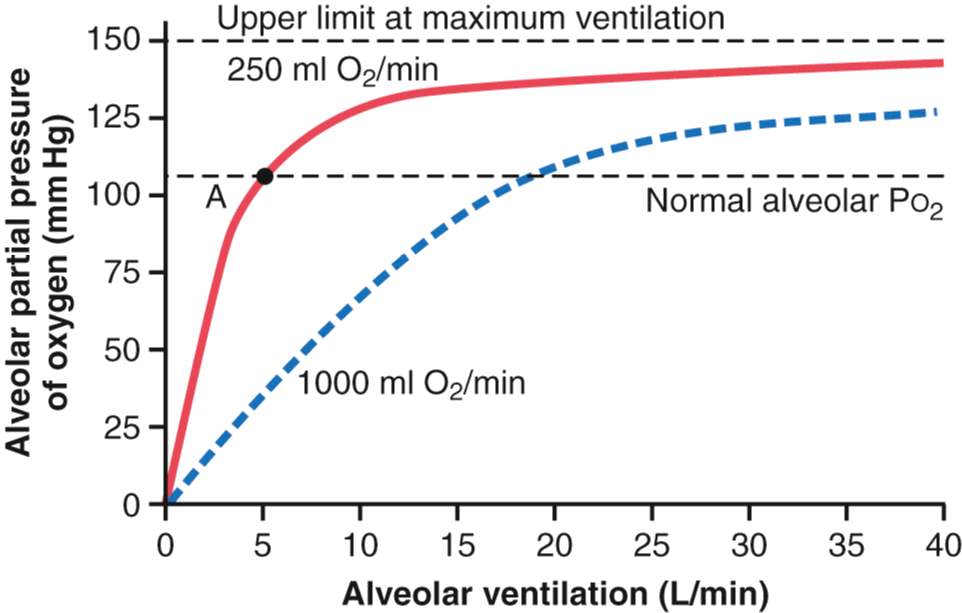 Upper limit at maximum ventilation
150
250 ml O₂/min
125
A
100
Normal alveolar PO₂
75
50
1000 ml O₂/min
25
0
0 5 10 15 20 25 30 35 40
Alveolar ventilation (L/min)
Alveolar partial pressure
of oxygen (mm Hg)